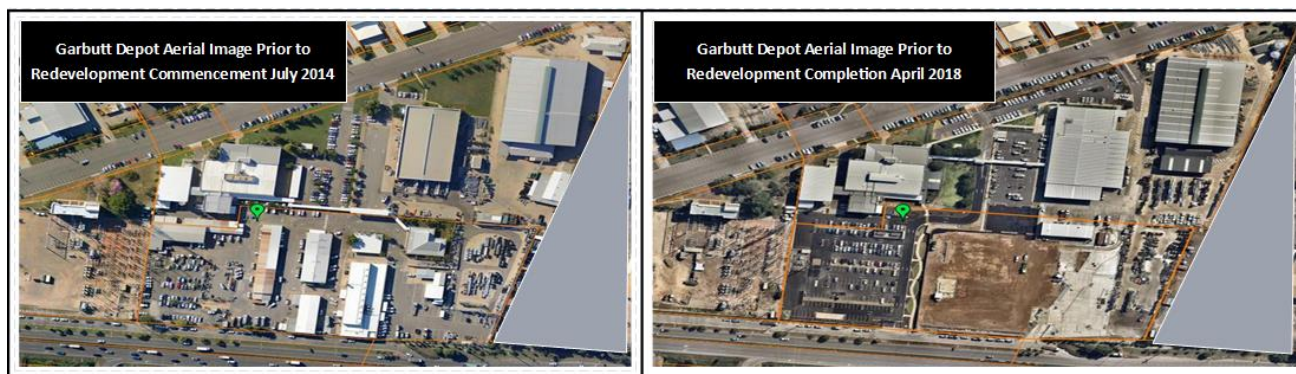 Garbutt Depot Aerial Image Prior to
Redevelopment Commencement July 2014
Garbutt Depot Aerial Image Prior to
Redevelopment Completion April 2018